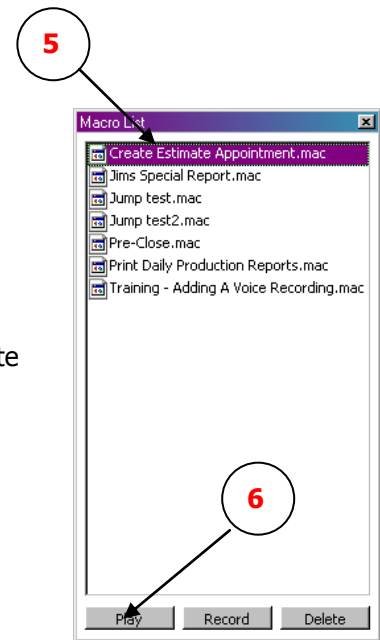 5
Macro List
Create Estimate Appointment.mac
Jims Special Report.mac
Jump test.mac
Jump test2.mac
Pre-Close.mac
Print Daily Production Reports.mac
Training - Adding A Voice Recording.mac
te
6
Play Record Delete